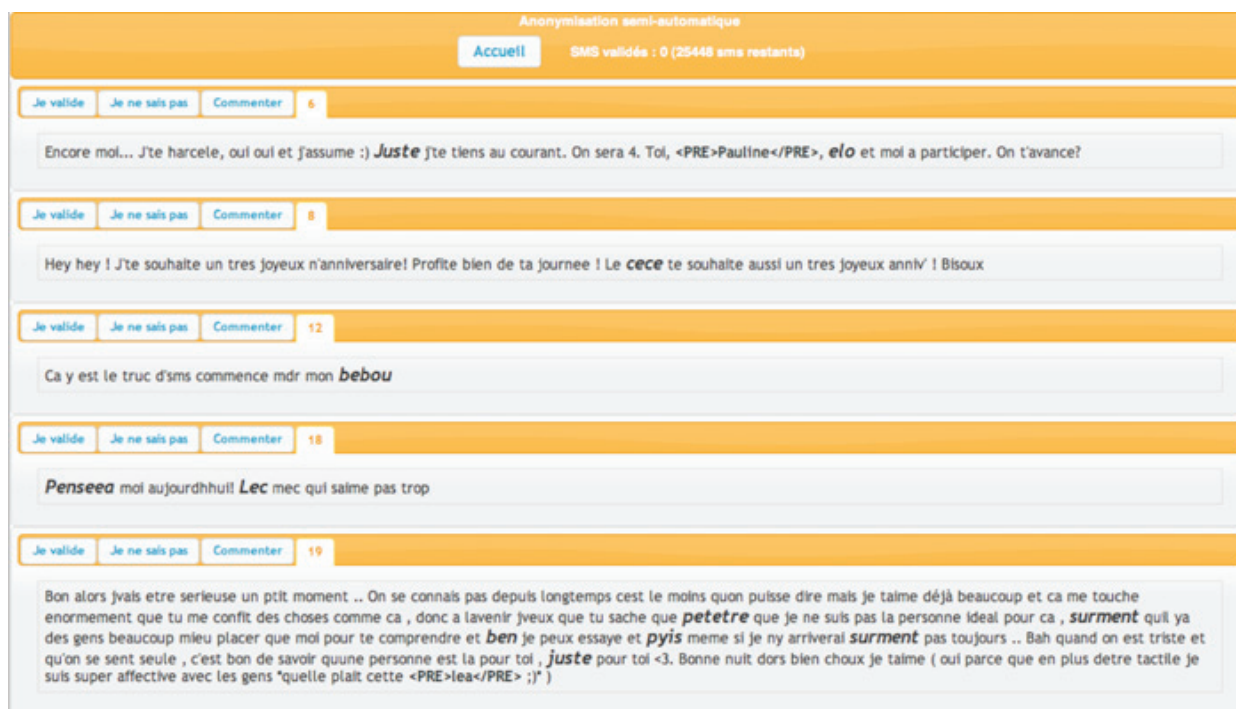 Anonymisation semi-automatique
Accueil SMS validés : 0 (25448 sms restants)
Je valide Je ne sais pas Commenter 6
Encore moi... J'te harcele, oui oui et j'assume :) Juste j'te tiens au courant. On sera 4. Toi, <PRE>Pauline</PRE>, elo et moi a participer. On t'avance?
Je valide Je ne sais pas Commenter 8
Hey hey ! J'te souhaite un tres joyeux n'anniversaire! Profite bien de ta journee ! Le cece te souhaite aussi un tres joyeux anniv' ! Bisoux
Je valide Je ne sais pas Commenter 12
Ca y est le truc d'sms commence mdr mon bebou
Je valide Je ne sais pas Commenter 18
Penseea moi aujourdhhui! Lec mec qui saime pas trop
Je valide Je ne sais pas Commenter 19
Bon alors jvais etre serieuse un ptit moment .. On se connais pas depuis longtemps cest le moins quon puisse dire mais je taime déjà beaucoup et ca me touche
enormement que tu me confit des choses comme ca , donc a lavenir jveux que tu sache que petetre que je ne suis pas la personne ideal pour ca , surment quil ya
des gens beaucoup mieu placer que moi pour te comprendre et ben je peux essaye et pyis meme si je ny arriverai surment pas toujours .. Bah quand on est triste et
qu'on se sent seule , c'est bon de savoir quune personne est la pour toi , juste pour toi <3. Bonne nuit dors bien choux je taime ( oui parce que en plus detre tactile je
suis super affective avec les gens "quelle plait cette <PRE>lea</PRE> ;)" )